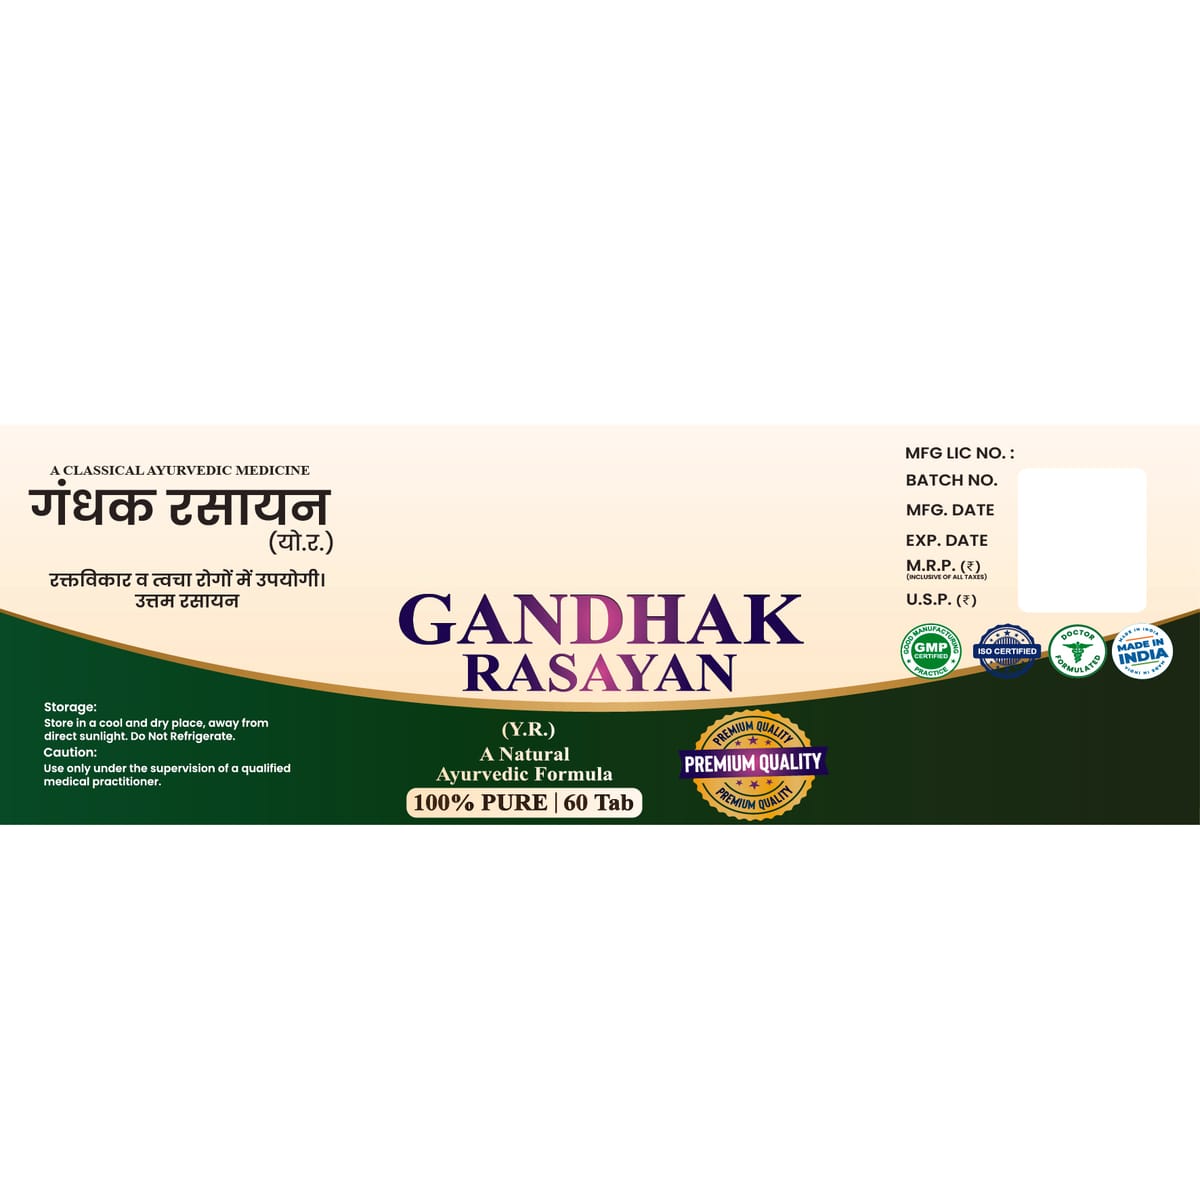 A CLASSICAL AYURVEDIC MEDICINE
गंधक रसायन
(यो.र.)
रक्तविकार व त्वचा रोगों में उपयोगी।
उत्तम रसायन
Storage:
Store in a cool and dry place, away from
direct sunlight. Do Not Refrigerate.
Caution:
Use only under the supervision of a qualified
medical practitioner.
GANDHAK
RASAYAN
(Y.R.)
A Natural
Ayurvedic Formula
100% PURE | 60 Tab
PREMIUM QUALITY
PREMIUM QUALITY
PREMIUM QUALITY
MFG LIC NO. :
BATCH NO.
MFG. DATE
EXP. DATE
M.R.P. (₹)
(INCLUSIVE OF ALL TAXES)
U.S.P. (₹)
GOOD MANUFACTURING
GMP
CERTIFIED
PRACTICE
ISO CERTIFIED
DOCTOR
FORMULATED
MADE IN INDIA
MADE IN
INDIA